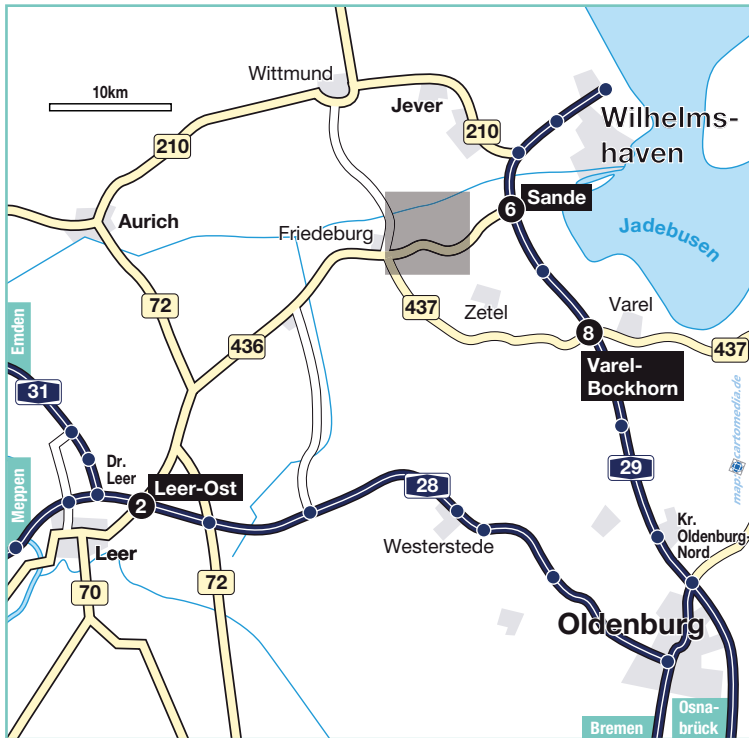 Wittmund
10km
Jever
Wilhelms-
haven
210
210
Sande
6
Aurich
Friedeburg
Jadebusen
72
437
Zetel
Varel
Emden
436
8
437
31
Varel-
Bockhorn
map:cartomedia.de
Dr.
Leer
Leer-Ost
28
29
Meppen
2
Kr.
Oldenburg-
Nord
Westerstede
Leer
70
72
Oldenburg
Bremen
Osna-
brück